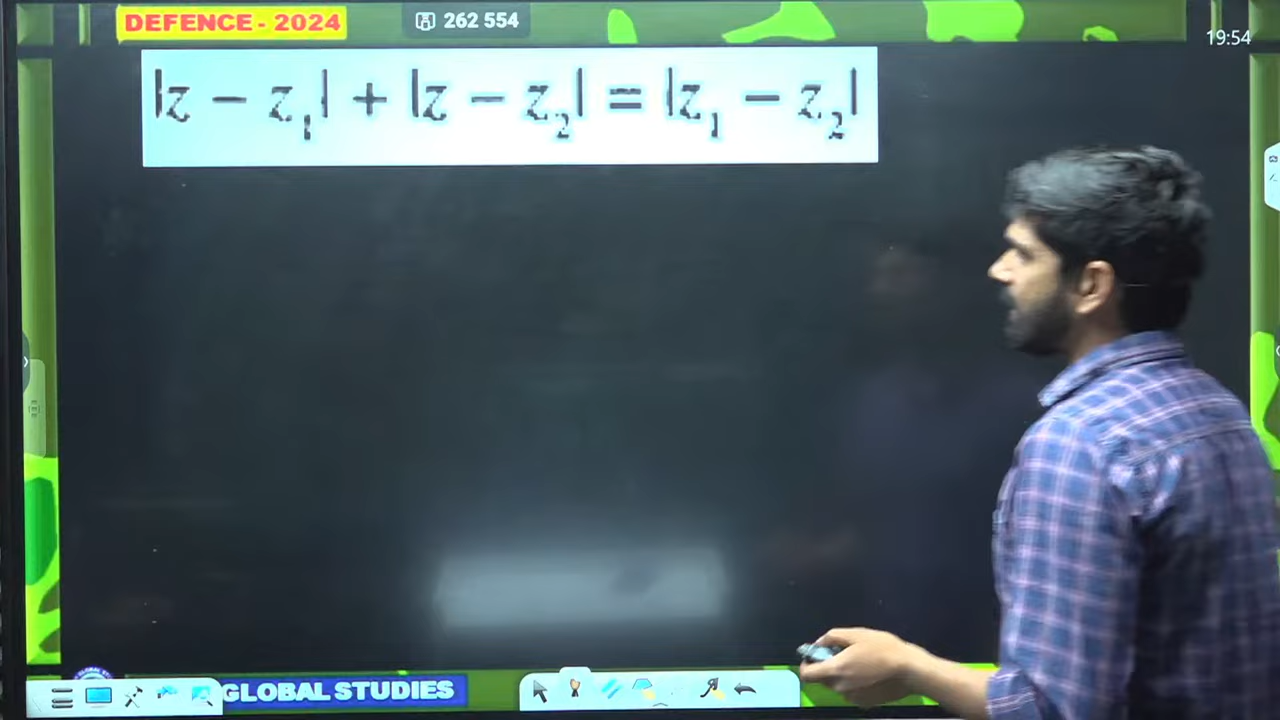 DEFENCE - 2024
262 554
19:54
|z − z₁| + |z − z₂| = |z₁ − z₂|
GLOBAL STUDIES